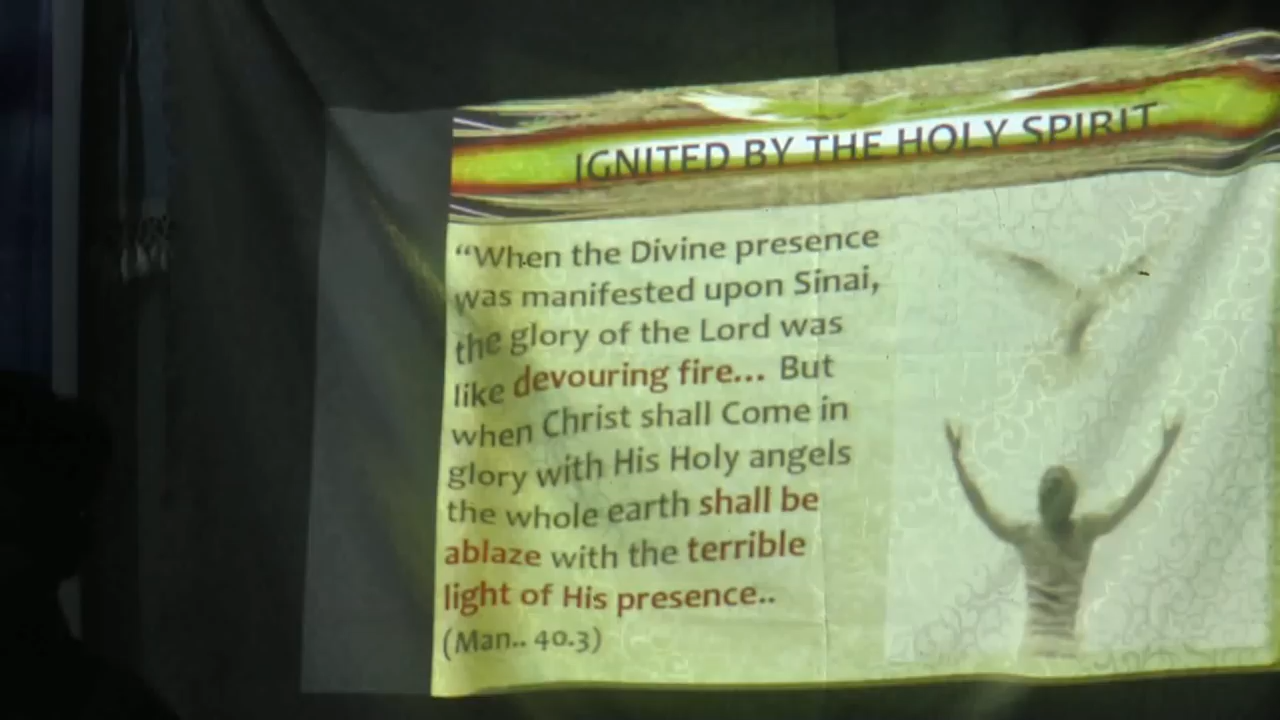 IGNITED BY THE HOLY SPIRIT
“When the Divine presence
was manifested upon Sinai,
the glory of the Lord was
like devouring fire... But
when Christ shall Come in
glory with His Holy angels
the whole earth shall be
ablaze with the terrible
light of His presence..
(Man.. 40.3)